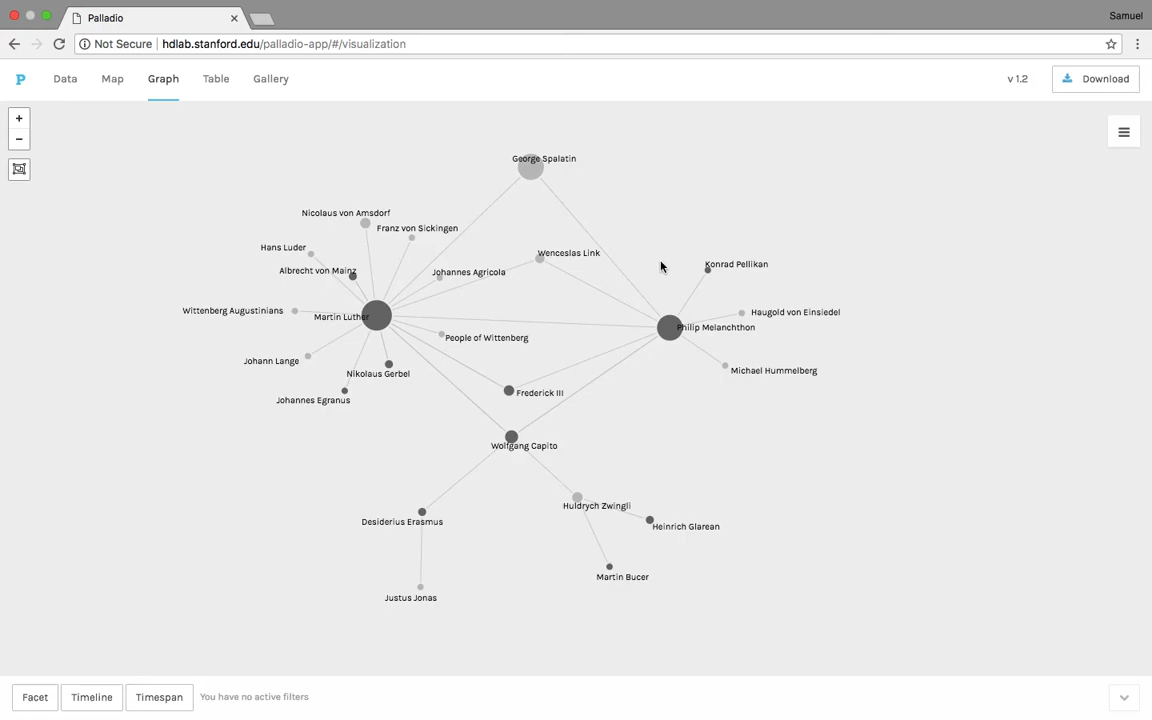 Palladio
Samuel
Not Secure hdlab.stanford.edu/palladio-app/#/visualization
P Data Map Graph Table Gallery v 1.2 Download
+
−
George Spalatin
Nicolaus von Amsdorf
Franz von Sickingen
Hans Luder
Wenceslas Link
Albrecht von Mainz
Johannes Agricola
Konrad Pellikan
Wittenberg Augustinians
Martin Luther
Haugold von Einsiedel
Philip Melanchthon
People of Wittenberg
Johann Lange
Nikolaus Gerbel
Michael Hummelberg
Johannes Egranus
Frederick III
Wolfgang Capito
Huldrych Zwingli
Desiderius Erasmus
Heinrich Glarean
Martin Bucer
Justus Jonas
Facet Timeline Timespan You have no active filters